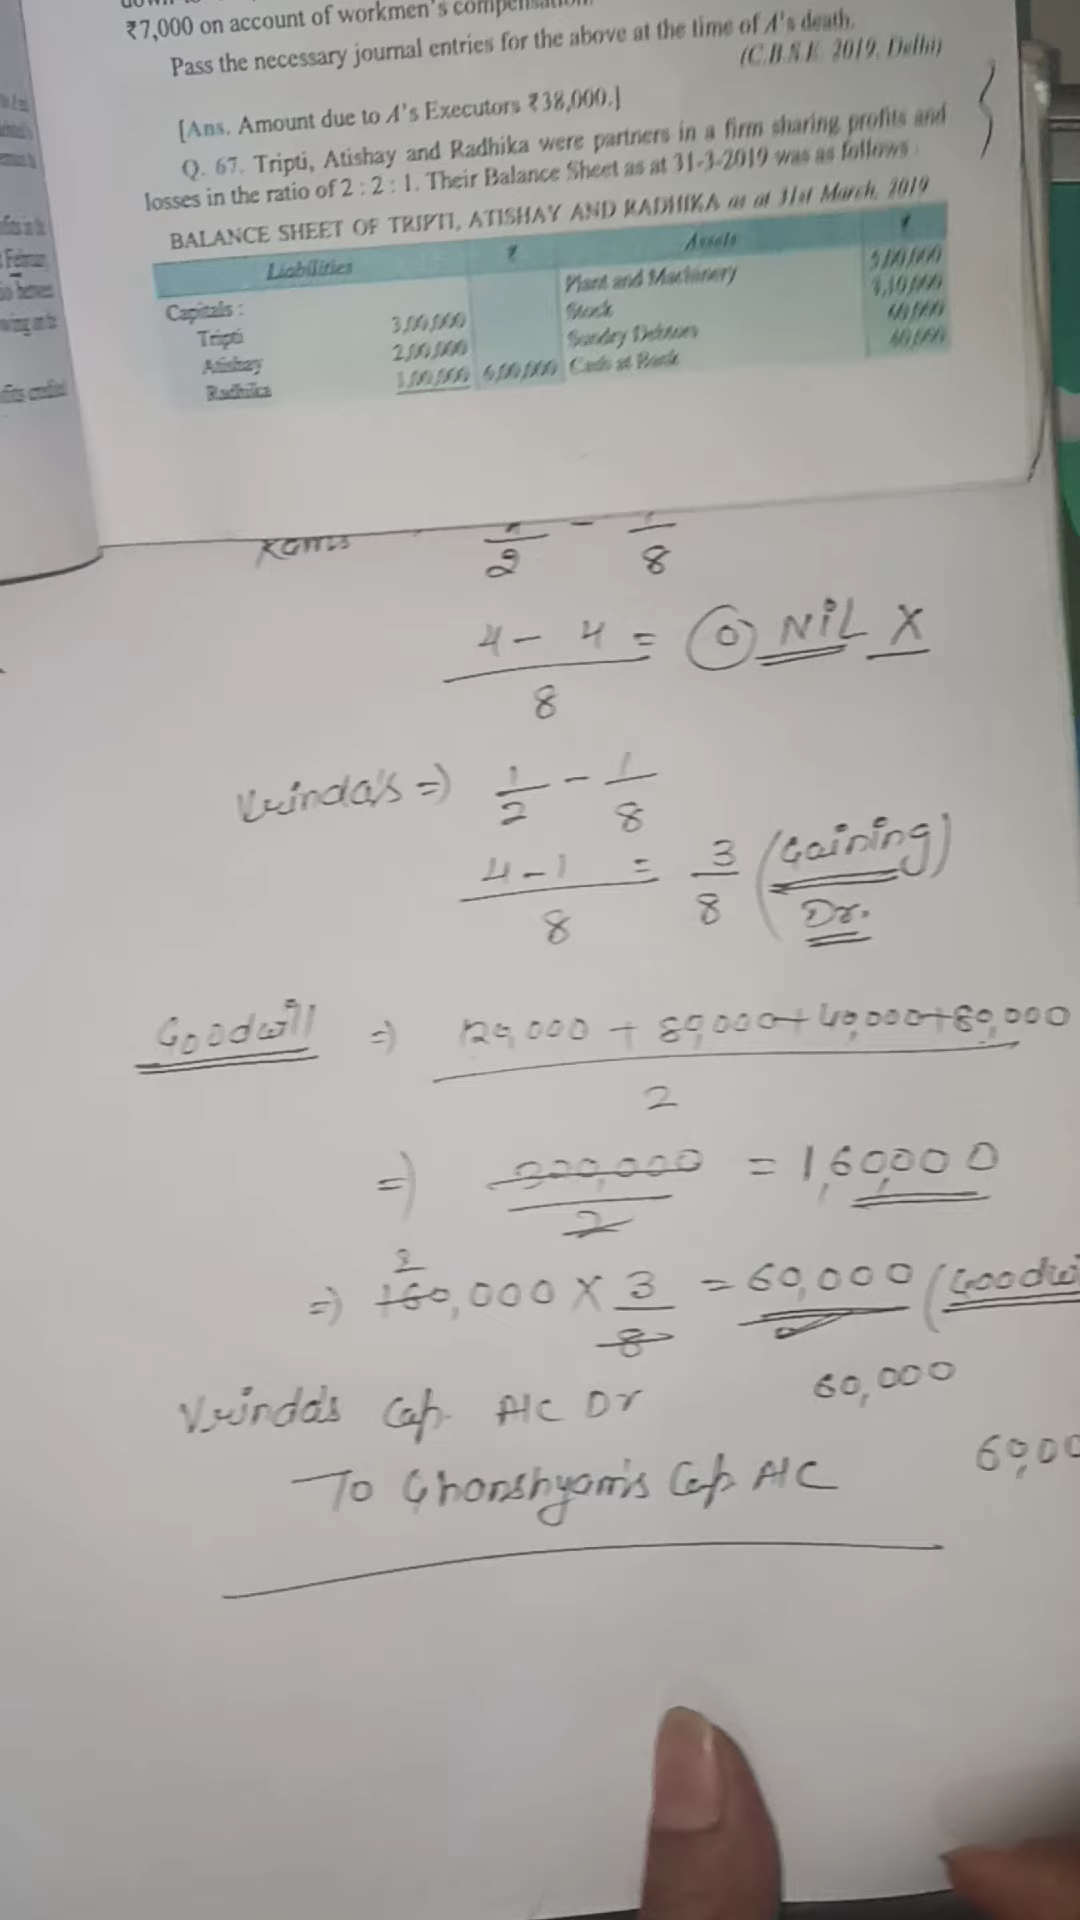 ₹7,000 on account of workmen's compensation.
Pass the necessary journal entries for the above at the time of A's death.
(C.B.S.E. 2019, Delhi)
[Ans. Amount due to A's Executors ₹38,000.]
Q. 67. Tripti, Atishay and Radhika were partners in a firm sharing profits and
losses in the ratio of 2 : 2 : 1. Their Balance Sheet as at 31-3-2019 was as follows :
BALANCE SHEET OF TRIPTI, ATISHAY AND RADHIKA as at 31st March, 2019
Liabilities ₹ Assets ₹
Capitals : Plant and Machinery
Tripti 3,00,000 Stock
Atishay 2,00,000 Sundry Debtors 60,000
Radhika 1,00,000 6,00,000 Cash at Bank 40,000
2 - 8
4 - 4 = 0 NIL X
8
Vrinda's ⇒ 1/2 - 1/8
4-1 = 3 (Gaining)
8 8 Dr.
Goodwill ⇒ 120,000 + 80,000 + 40,000 + 80,000
2
⇒ 320,000 = 1,60,000
2
⇒ 160,000 X 3/8 = 60,000
Vrinda's Cap. A/C Dr 60,000
To Ghanshyam's Cap A/C